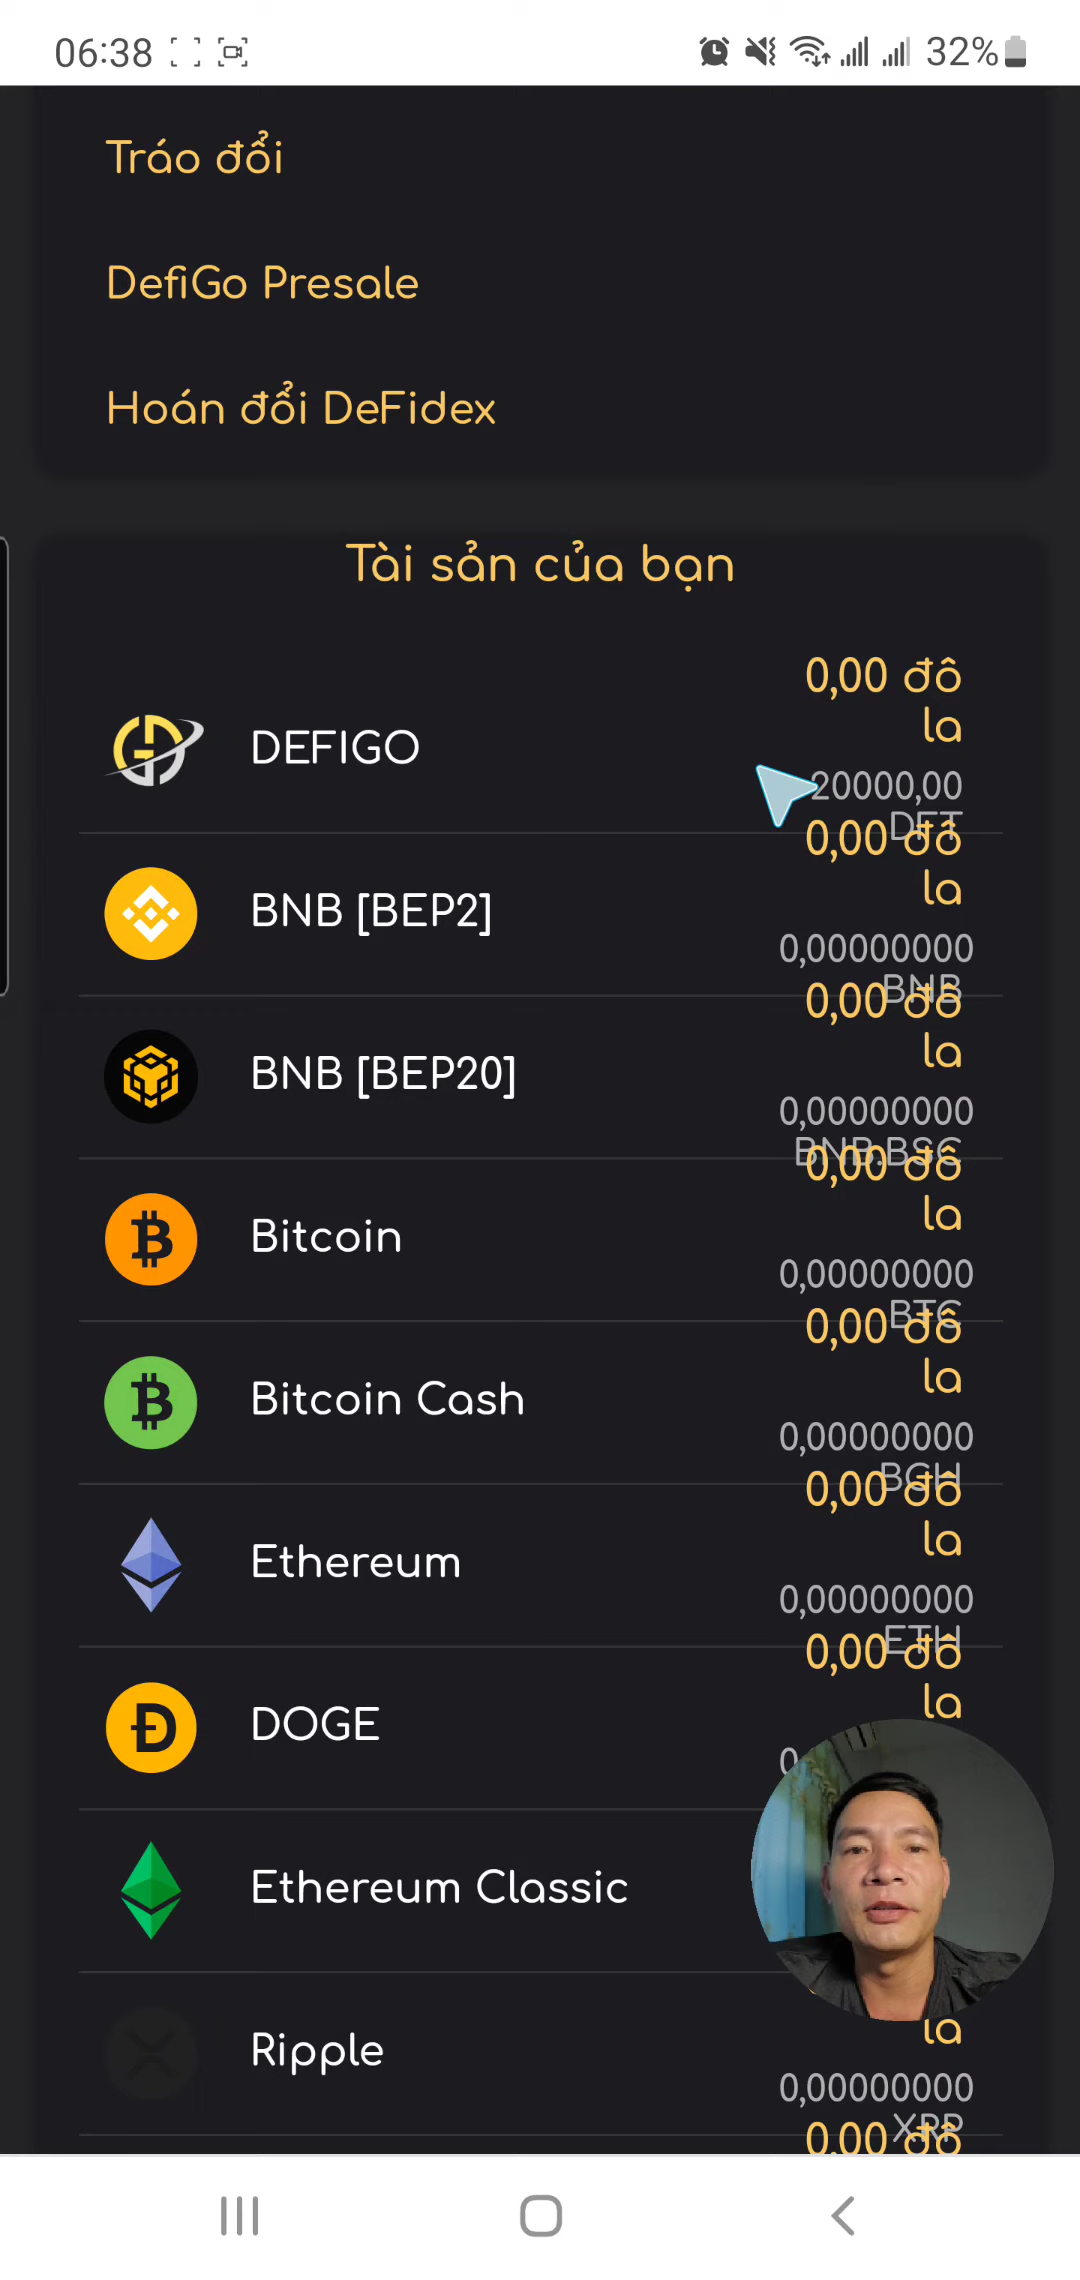 06:38
32%
Tráo đổi
DefiGo Presale
Hoán đổi DeFidex
Tài sản của bạn
DEFIGO
0,00 đô
la
20000,00
DFT
BNB [BEP2]
0,00 đô
la
0,00000000
BNB
BNB [BEP20]
0,00 đô
la
0,00000000
BNB.BSC
Bitcoin
0,00 đô
la
0,00000000
BTC
Bitcoin Cash
0,00 đô
la
0,00000000
BCH
Ethereum
0,00 đô
la
0,00000000
ETH
DOGE
0,00 đô
la
Ethereum Classic
Ripple
la
0,00000000
XRP
0,00 đô